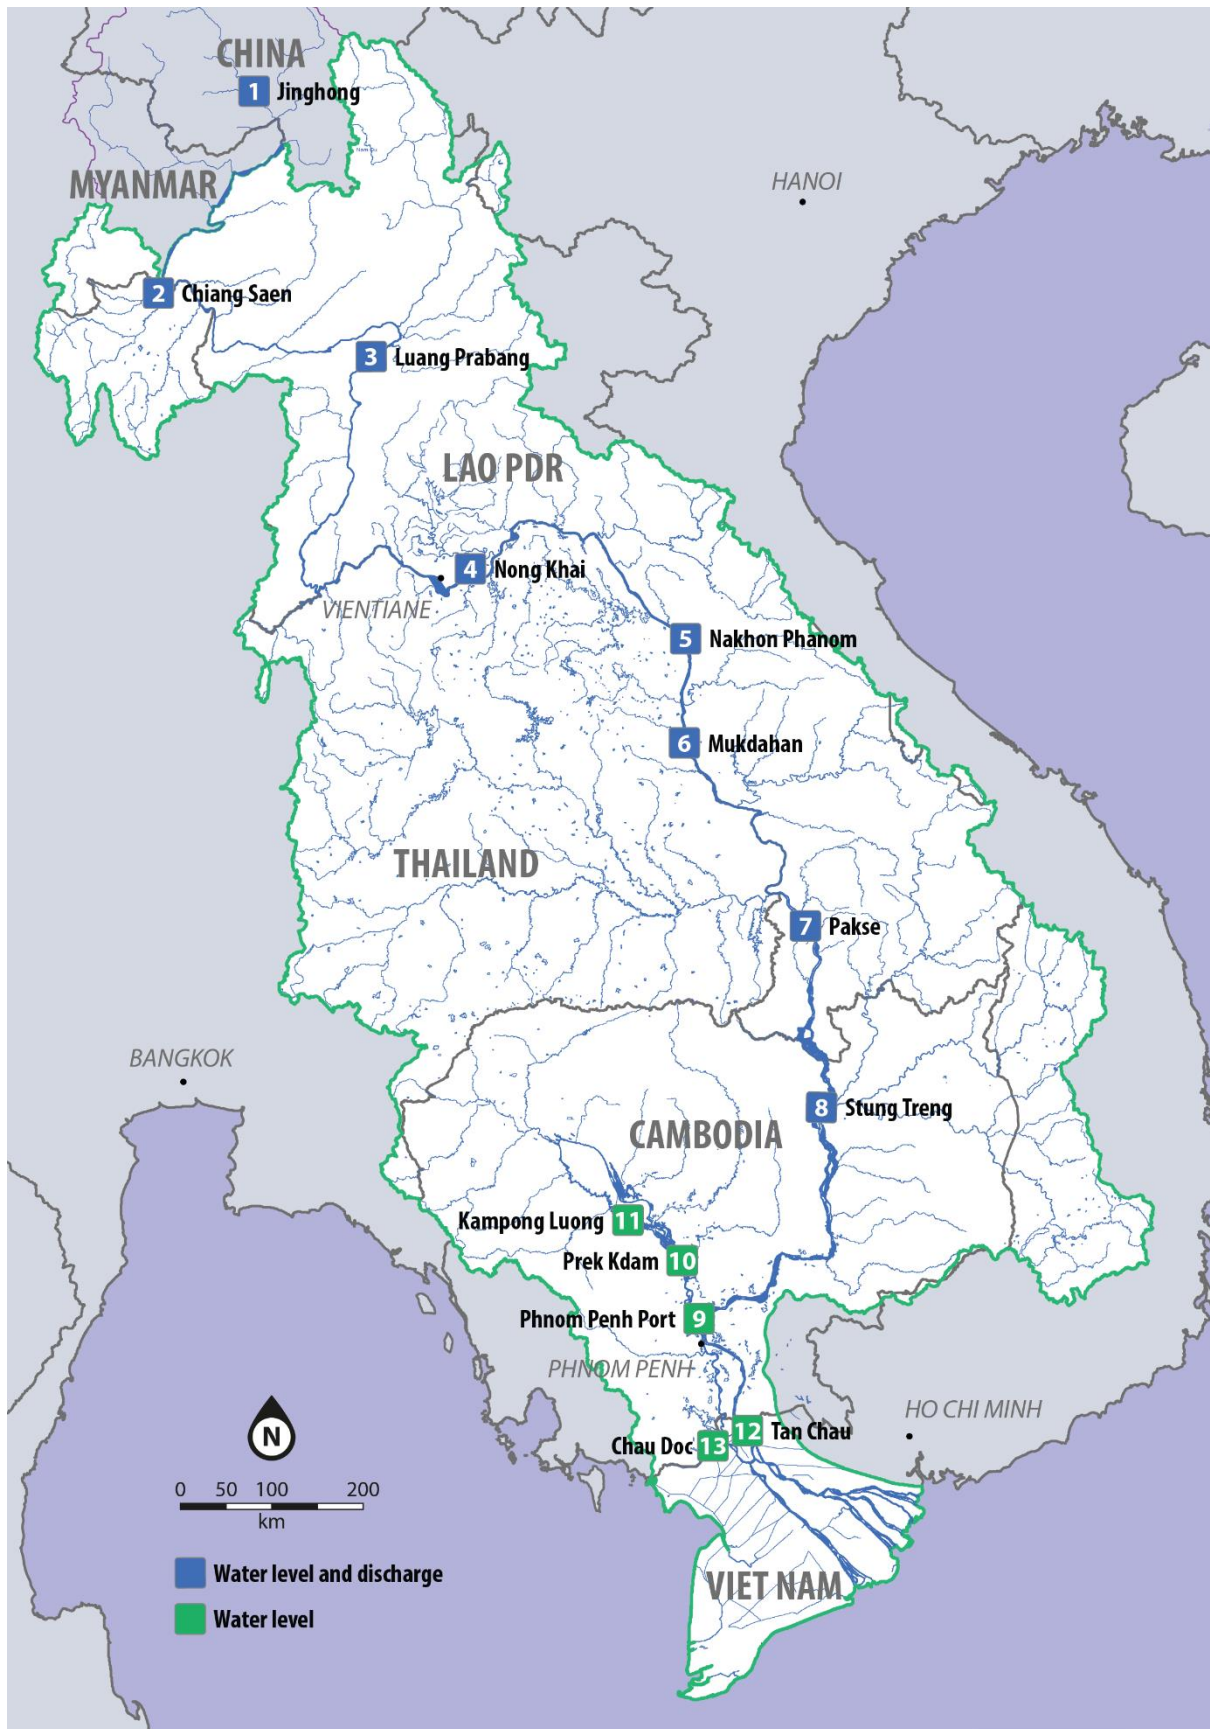 CHINA
1 Jinghong
MYANMAR
HANOI
2 Chiang Saen
3 Luang Prabang
LAO PDR
4 Nong Khai
VIENTIANE
5 Nakhon Phanom
6 Mukdahan
THAILAND
7 Pakse
BANGKOK
8 Stung Treng
CAMBODIA
Kampong Luong 11
Prek Kdam 10
Phnom Penh Port 9
PHNOM PENH
HO CHI MINH
12 Tan Chau
Chau Doc 13
N
0 50 100 200
km
Water level and discharge
VIET NAM
Water level